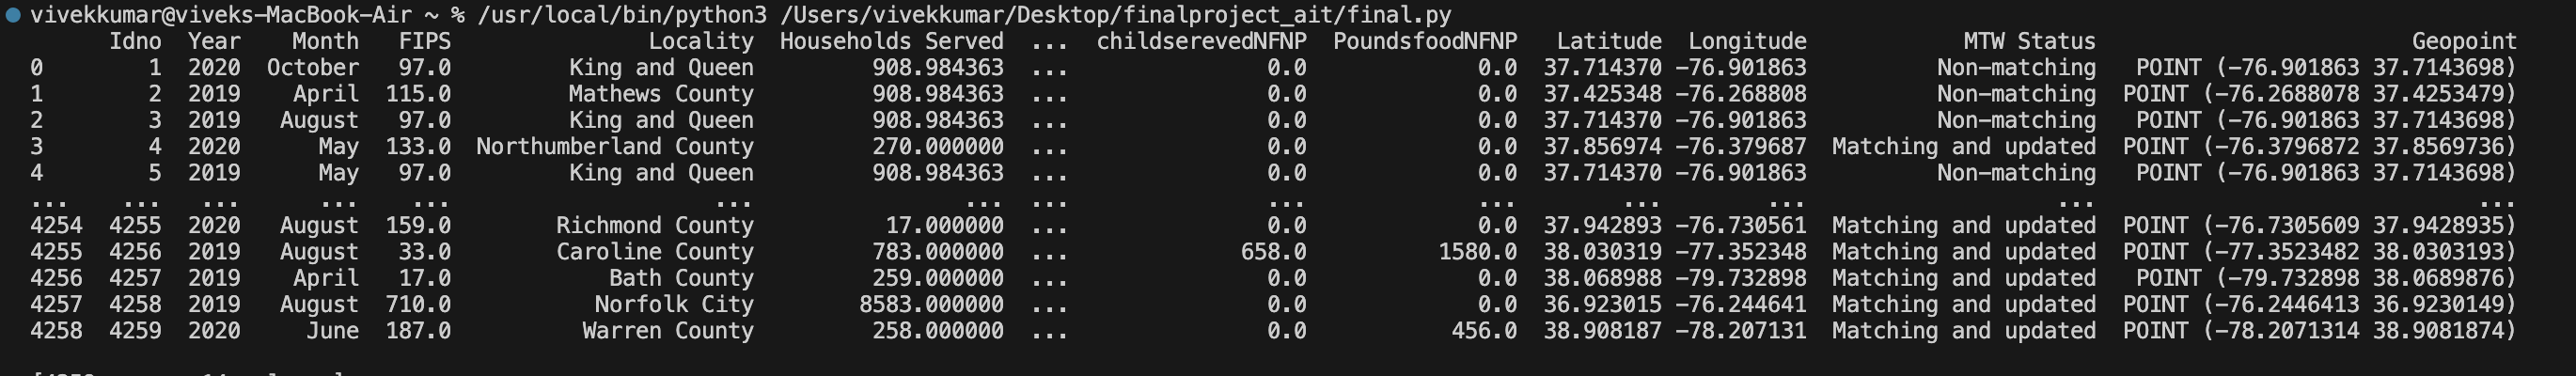 vivekkumar@viveks-MacBook-Air ~ % /usr/local/bin/python3 /Users/vivekkumar/Desktop/finalproject_ait/final.py
Idno Year Month FIPS Locality Households Served ... childserevedNFNP PoundsfoodNFNP Latitude Longitude MTW Status Geopoint
0 1 2020 October 97.0 King and Queen 908.984363 ... 0.0 0.0 37.714370 -76.901863 Non-matching POINT (-76.901863 37.7143698)
1 2 2019 April 115.0 Mathews County 908.984363 ... 0.0 0.0 37.425348 -76.268808 Non-matching POINT (-76.2688078 37.4253479)
2 3 2019 August 97.0 King and Queen 908.984363 ... 0.0 0.0 37.714370 -76.901863 Non-matching POINT (-76.901863 37.7143698)
3 4 2020 May 133.0 Northumberland County 270.000000 ... 0.0 0.0 37.856974 -76.379687 Matching and updated POINT (-76.3796872 37.8569736)
4 5 2019 May 97.0 King and Queen 908.984363 ... 0.0 0.0 37.714370 -76.901863 Non-matching POINT (-76.901863 37.7143698)
... ... ... ... ... ... ... ... ... ... ... ... ... ...
4254 4255 2020 August 159.0 Richmond County 17.000000 ... 0.0 0.0 37.942893 -76.730561 Matching and updated POINT (-76.7305609 37.9428935)
4255 4256 2019 August 33.0 Caroline County 783.000000 ... 658.0 1580.0 38.030319 -77.352348 Matching and updated POINT (-77.3523482 38.0303193)
4256 4257 2019 April 17.0 Bath County 259.000000 ... 0.0 0.0 38.068988 -79.732898 Matching and updated POINT (-79.732898 38.0689876)
4257 4258 2019 August 710.0 Norfolk City 8583.000000 ... 0.0 0.0 36.923015 -76.244641 Matching and updated POINT (-76.2446413 36.9230149)
4258 4259 2020 June 187.0 Warren County 258.000000 ... 0.0 456.0 38.908187 -78.207131 Matching and updated POINT (-78.2071314 38.9081874)